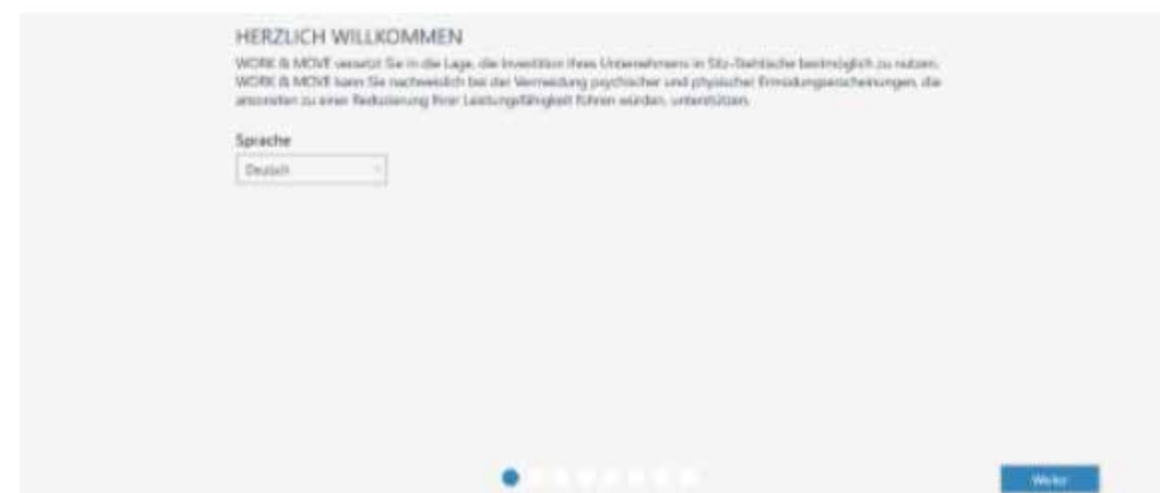 HERZLICH WILLKOMMEN
WORK & MOVE versetzt Sie in die Lage, die Investition Ihres Unternehmens in Sitz-Stehtische bestmöglich zu nutzen.
WORK & MOVE kann Sie nachweislich bei der Vermeidung psychischer und physischer Ermüdungserscheinungen, die
ansonsten zu einer Reduzierung Ihrer Leistungsfähigkeit führen würden, unterstützen.
Sprache
Deutsch
Weiter